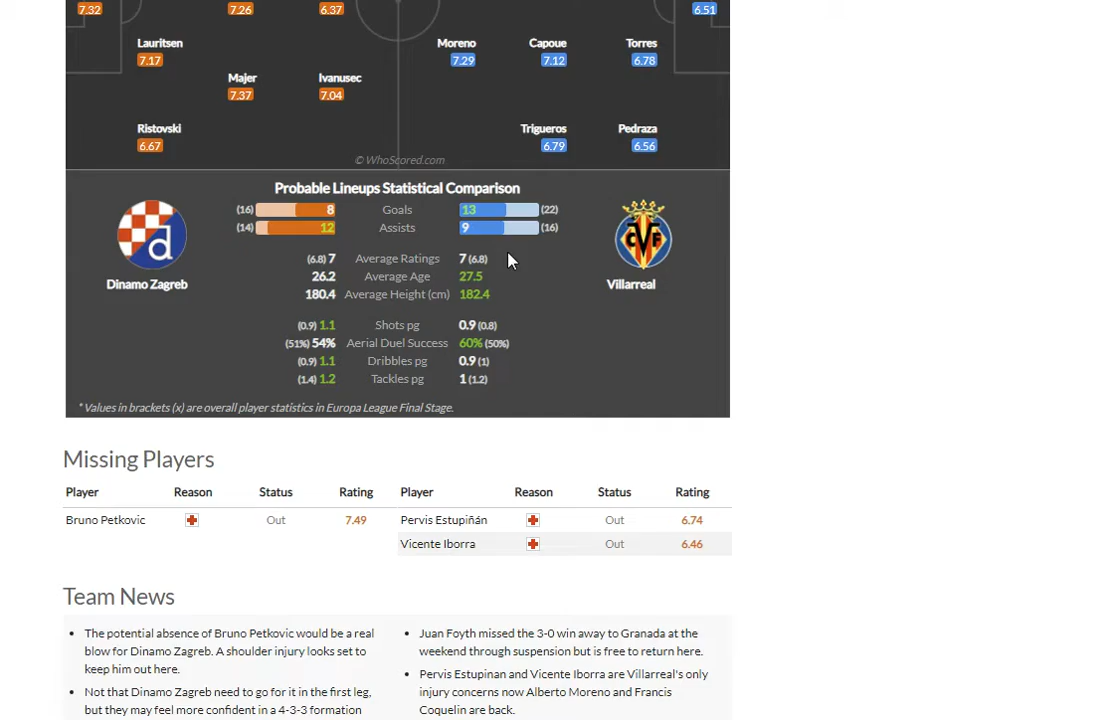 7.32 7.26 6.37 6.51
Lauritsen Moreno Capoue Torres
7.17 7.29 7.12 6.78
Majer Ivanusec
7.37 7.04
Ristovski Trigueros Pedraza
6.67 6.79 6.56
© WhoScored.com
Probable Lineups Statistical Comparison
(16) 8 Goals 13 (22)
(14) 12 Assists 9 (16)
(6.8) 7 Average Ratings 7 (6.8)
26.2 Average Age 27.5
180.4 Average Height (cm) 182.4
Dinamo Zagreb Villarreal
(0.9) 1.1 Shots pg 0.9 (0.8)
(51%) 54% Aerial Duel Success 60% (50%)
(0.9) 1.1 Dribbles pg 0.9 (1)
(1.4) 1.2 Tackles pg 1 (1.2)
* Values in brackets (x) are overall player statistics in Europa League Final Stage.
Missing Players
Player Reason Status Rating Player Reason Status Rating
Bruno Petkovic Out 7.49 Pervis Estupiñán Out 6.74
Vicente Iborra Out 6.46
Team News
• The potential absence of Bruno Petkovic would be a real
blow for Dinamo Zagreb. A shoulder injury looks set to
keep him out here.
• Not that Dinamo Zagreb need to go for it in the first leg,
but they may feel more confident in a 4-3-3 formation
• Juan Foyth missed the 3-0 win away to Granada at the
weekend through suspension but is free to return here.
• Pervis Estupinan and Vicente Iborra are Villarreal's only
injury concerns now Alberto Moreno and Francis
Coquelin are back.